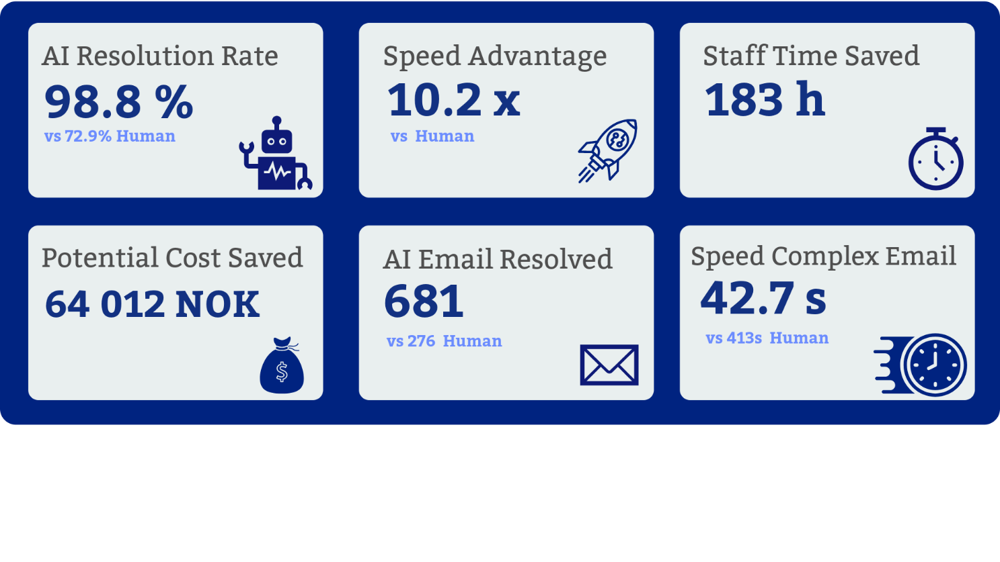 AI Resolution Rate
98.8 %
vs 72.9% Human
Speed Advantage
10.2 x
vs Human
Staff Time Saved
183 h
Potential Cost Saved
64 012 NOK
$
AI Email Resolved
681
vs 276 Human
Speed Complex Email
42.7 s
vs 413s Human